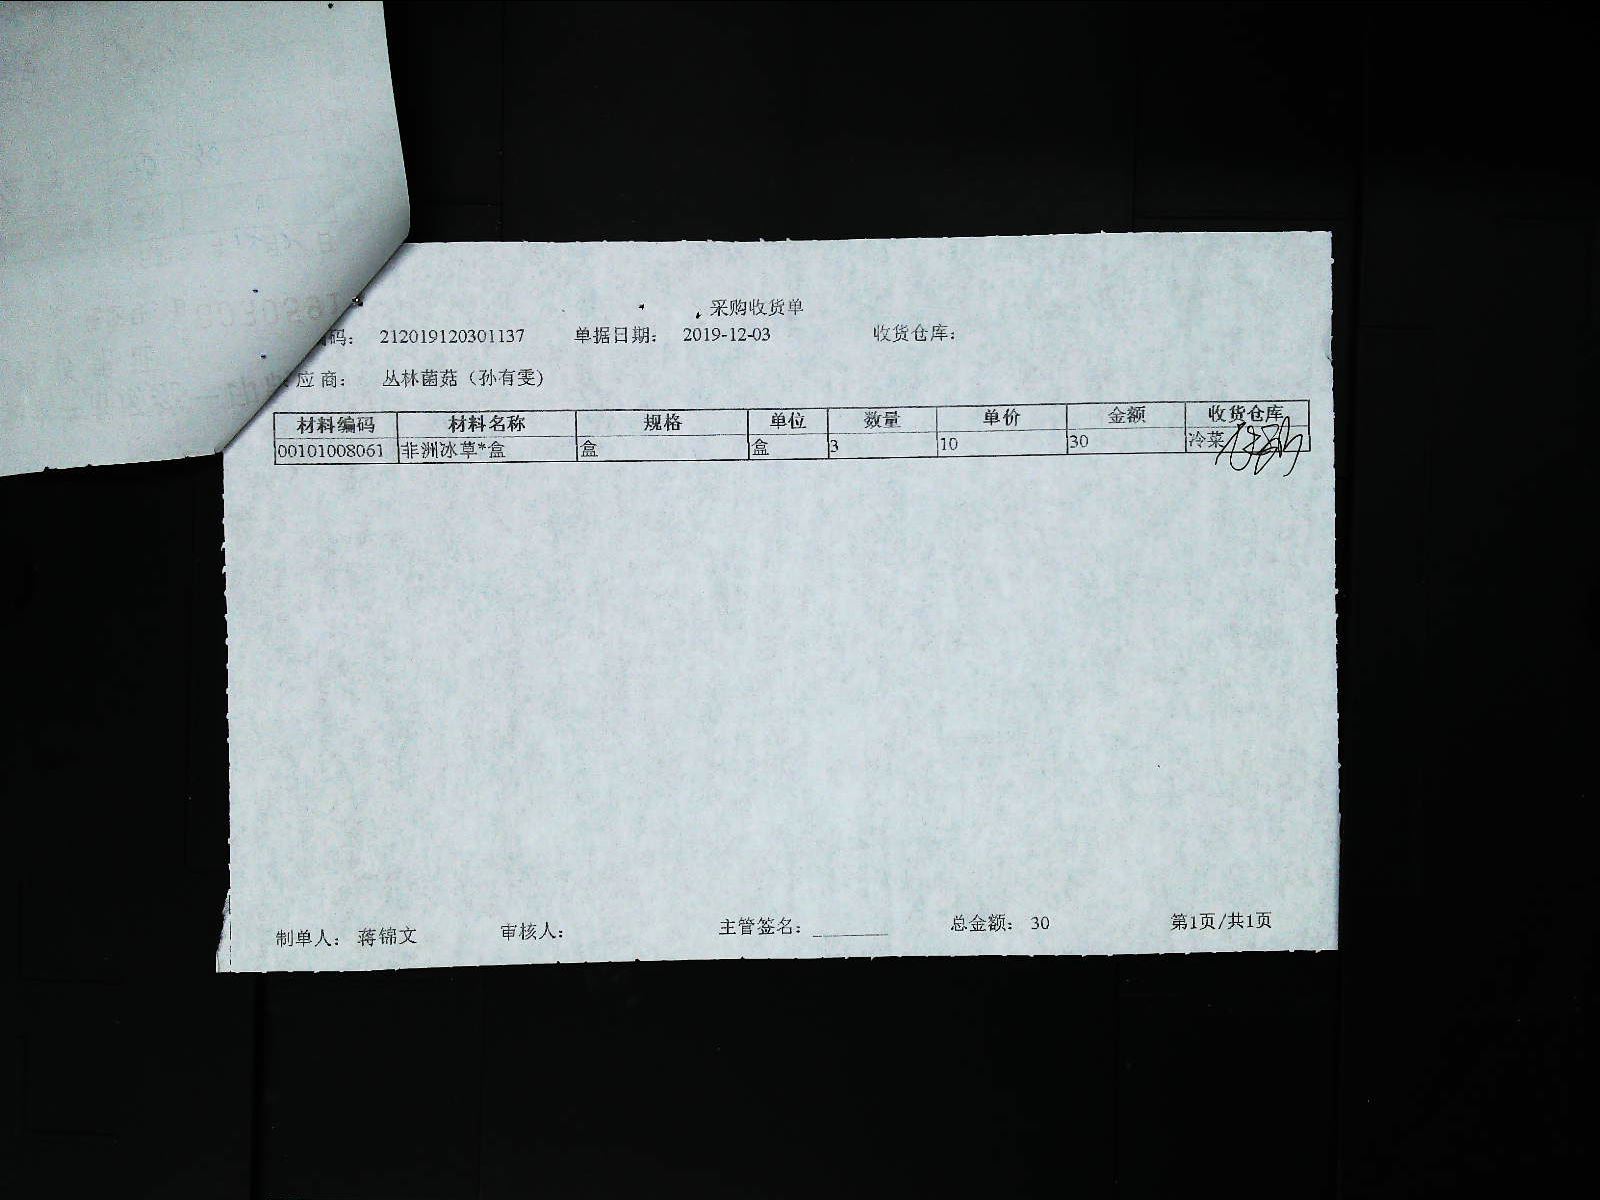 采购收货单
码： 212019120301137 单据日期： 2019-12-03 收货仓库：
应商： 丛林菌菇（孙有雯）
材料编码 材料名称 规格 单位 数量 单价 金额 收货仓库
00101008061 非洲冰草*盒 盒 盒 3 10 30 冷菜
制单人： 蒋锦文 审核人： 主管签名：________ 总金额： 30 第1页/共1页